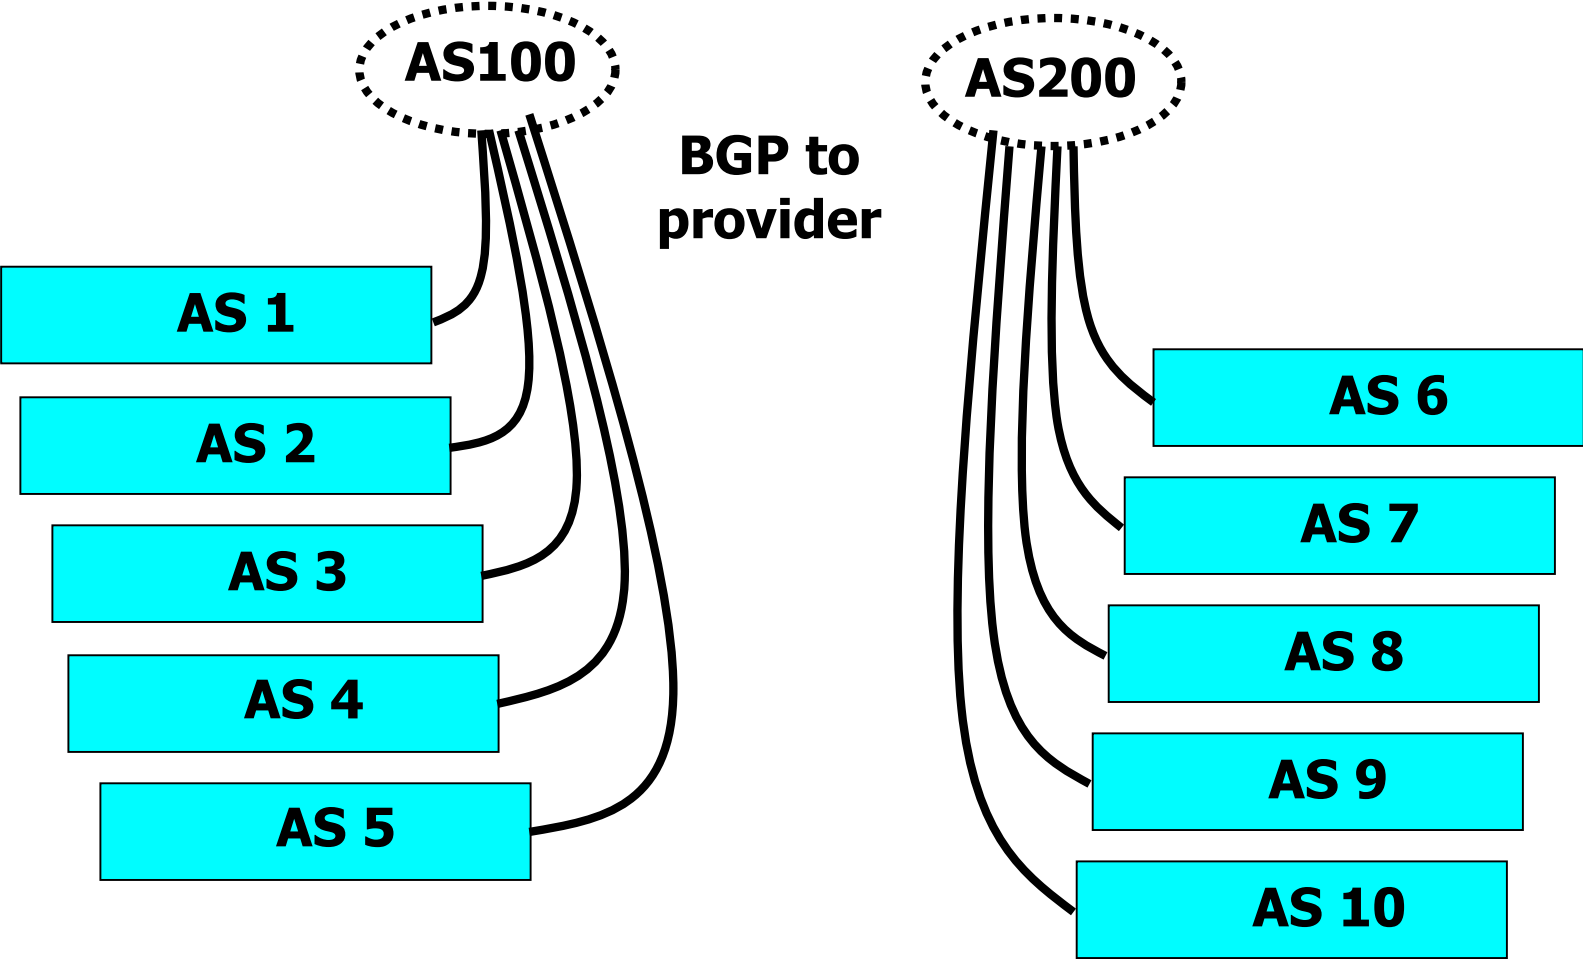 AS100
AS200
BGP to
provider
AS 1
AS 2
AS 3
AS 4
AS 5
AS 6
AS 7
AS 8
AS 9
AS 10